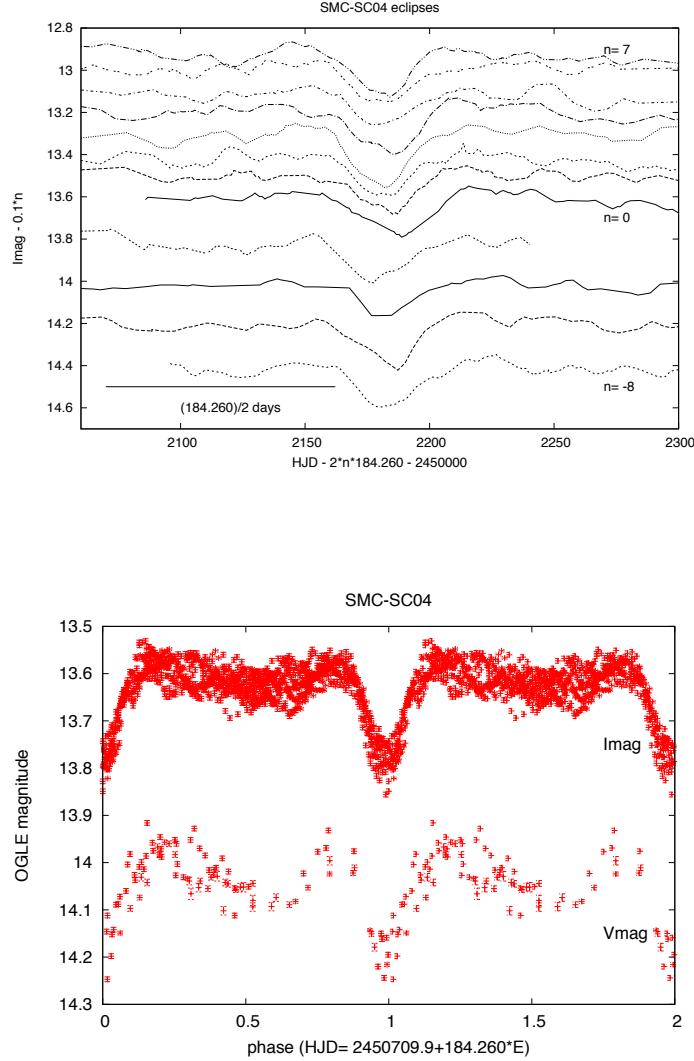 SMC-SC04 eclipses
12.8
13
13.2
13.4
13.6
13.8
14
14.2
14.4
14.6
Imag - 0.1*n
n= 7
n= 0
n= -8
(184.260)/2 days
2100
2150
2200
2250
2300
HJD - 2*n*184.260 - 2450000
SMC-SC04
13.5
13.6
13.7
13.8
13.9
14
14.1
14.2
14.3
OGLE magnitude
Imag
Vmag
0
0.5
1
1.5
2
phase (HJD= 2450709.9+184.260*E)